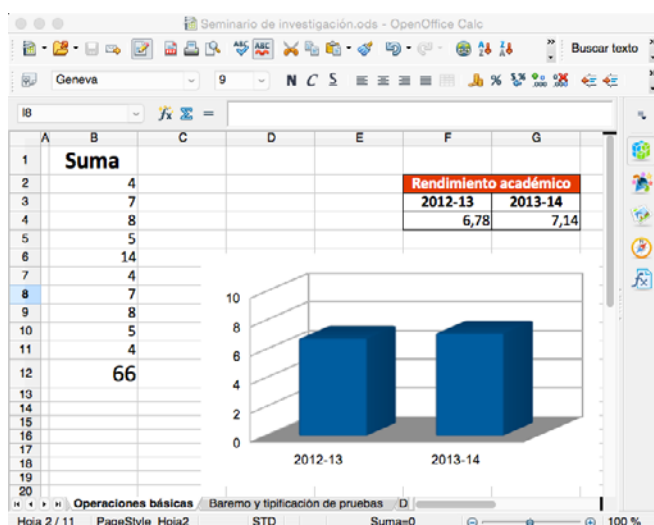 Seminario de investigación.ods - OpenOffice Calc
Buscar texto
Geneva 9 N C S
I8
A B C D E F G
1 Suma
2 4 Rendimiento académico
3 7 2012-13 2013-14
4 8 6,78 7,14
5 5
6 14
7 4
8 7
9 8
10 5
11 4
12 66
13
14
15
16
17
18
19
20
10
8
6
4
2
0
2012-13 2013-14
Operaciones básicas Baremo y tipificación de pruebas D
Hoja 2 / 11 PageStyle_Hoja2 STD Suma=0 100 %